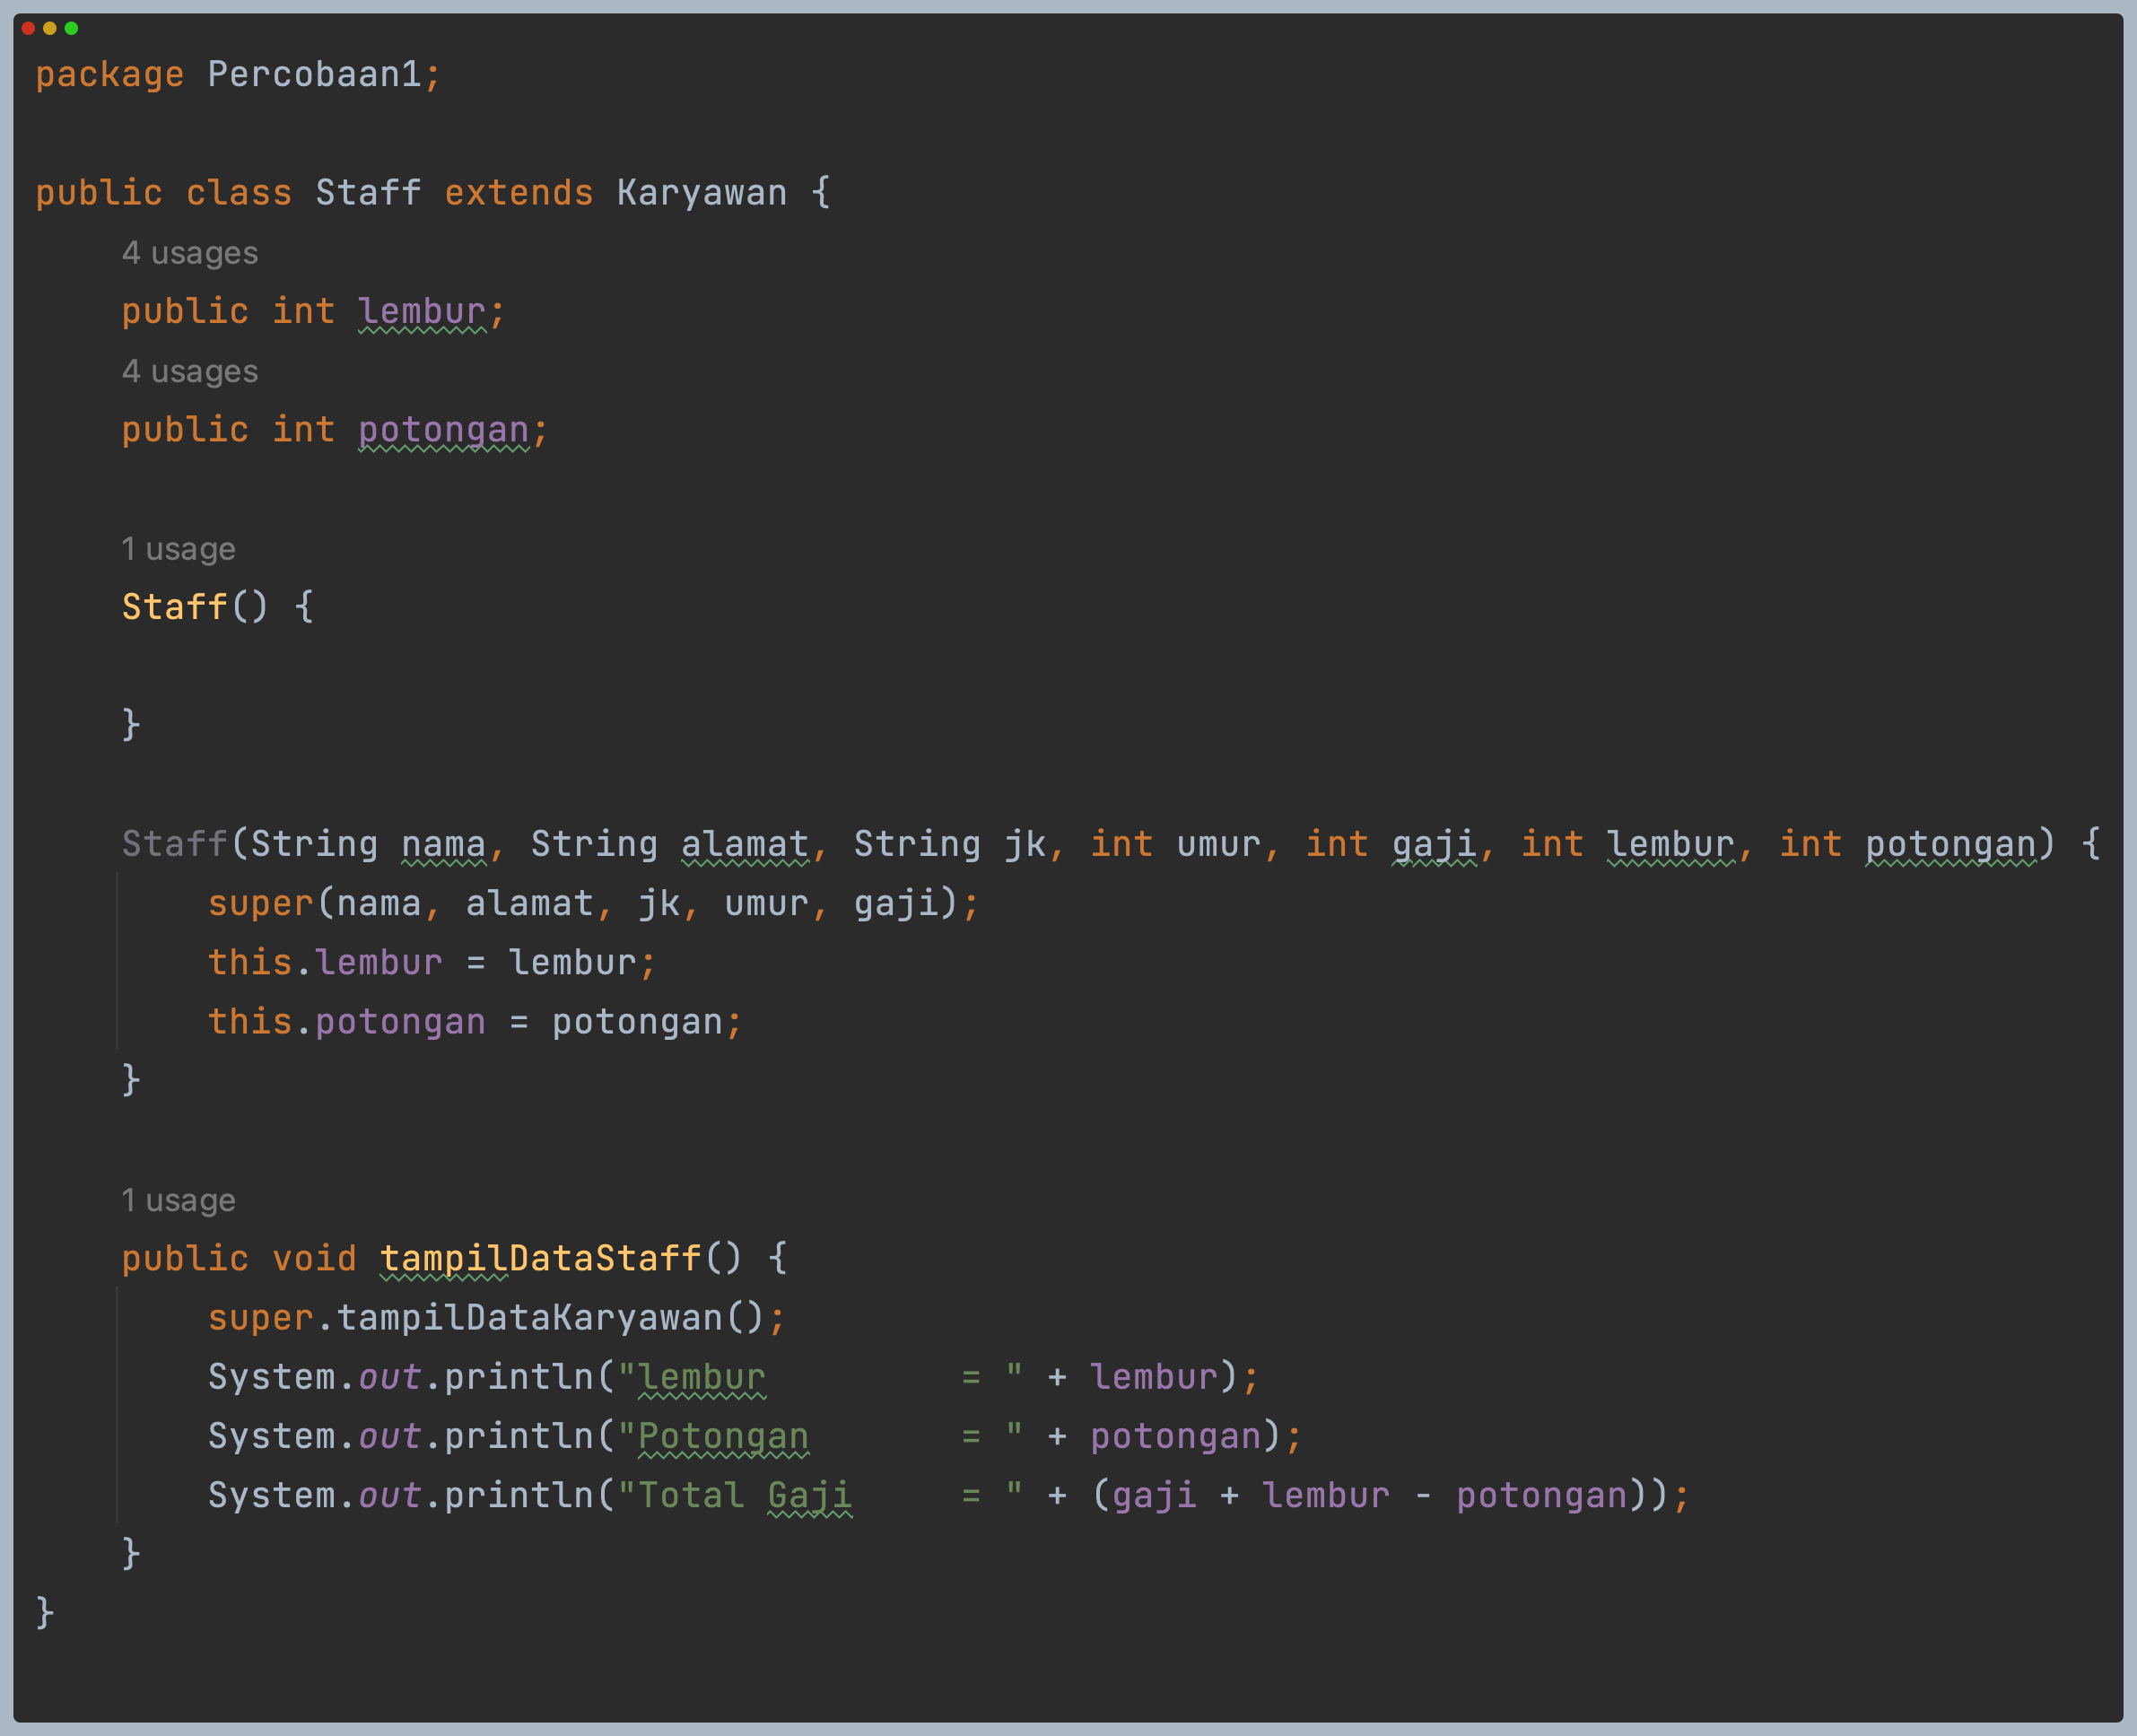 package Percobaan1;
public class Staff extends Karyawan {
4 usages
public int lembur;
4 usages
public int potongan;
1 usage
Staff() {
}
Staff(String nama, String alamat, String jk, int umur, int gaji, int lembur, int potongan) {
super(nama, alamat, jk, umur, gaji);
this.lembur = lembur;
this.potongan = potongan;
}
1 usage
public void tampilDataStaff() {
super.tampilDataKaryawan();
System.out.println("lembur         = " + lembur);
System.out.println("Potongan       = " + potongan);
System.out.println("Total Gaji     = " + (gaji + lembur - potongan));
}
}